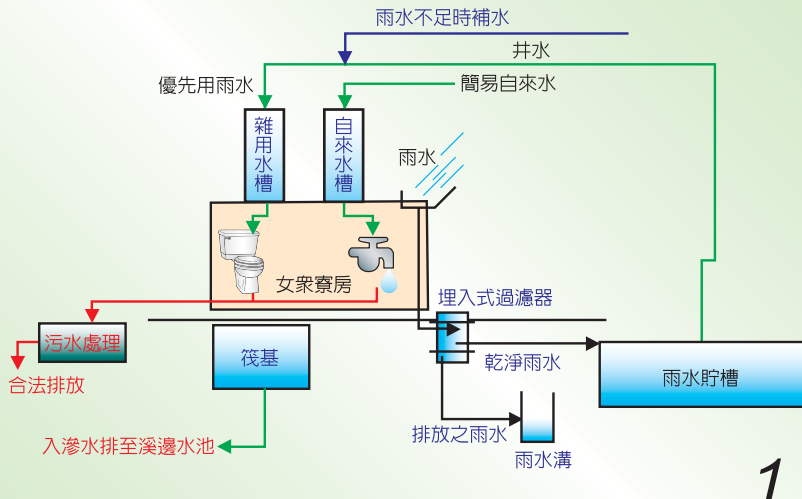 雨水不足時補水
井水
優先用雨水
簡易自來水
雜用水槽
自來水槽
雨水
女衆寮房
埋入式過濾器
污水處理
筏基
乾淨雨水
雨水貯槽
合法排放
排放之雨水
入滲水排至溪邊水池
雨水溝
1